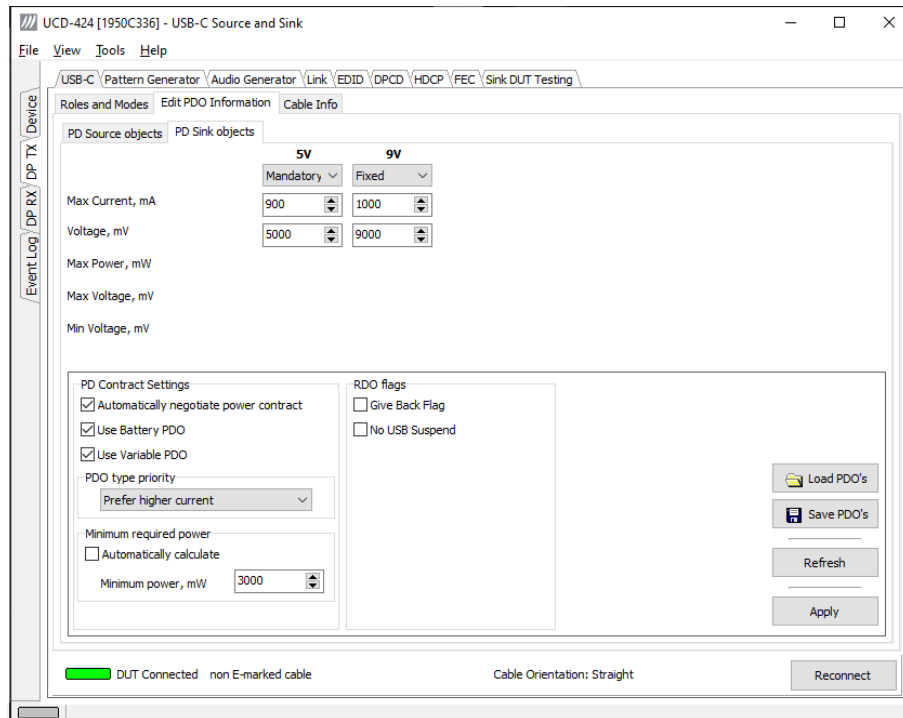 UCD-424 [1950C336] - USB-C Source and Sink
File View Tools Help
USB-C Pattern Generator Audio Generator Link EDID DPCD HDCP FEC Sink DUT Testing
Device
DP TX
DP RX
Event Log
Roles and Modes Edit PDO Information Cable Info
PD Source objects PD Sink objects
5V 9V
Mandatory Fixed
Max Current, mA 900 1000
Voltage, mV 5000 9000
Max Power, mW
Max Voltage, mV
Min Voltage, mV
PD Contract Settings
Automatically negotiate power contract
Use Battery PDO
Use Variable PDO
PDO type priority
Prefer higher current
Minimum required power
Automatically calculate
Minimum power, mW 3000
RDO flags
Give Back Flag
No USB Suspend
Load PDO's
Save PDO's
Refresh
Apply
DUT Connected non E-marked cable Cable Orientation: Straight Reconnect